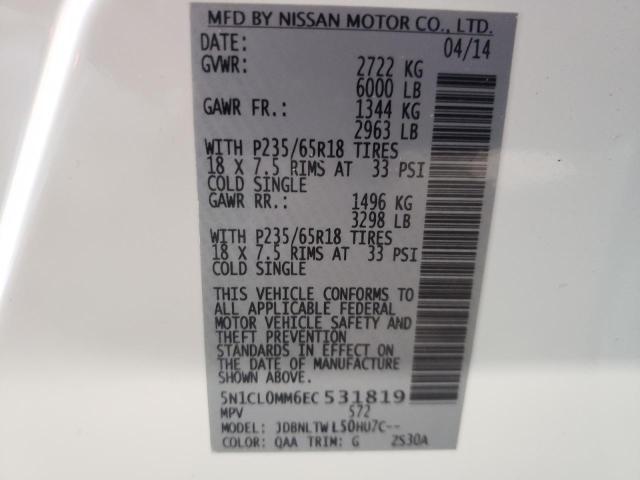 MFD BY NISSAN MOTOR CO., LTD.
DATE: 04/14
GVWR: 2722 KG
6000 LB
GAWR FR.: 1344 KG
2963 LB
WITH P235/65R18 TIRES
18 X 7.5 RIMS AT 33 PSI
COLD SINGLE
GAWR RR.: 1496 KG
3298 LB
WITH P235/65R18 TIRES
18 X 7.5 RIMS AT 33 PSI
COLD SINGLE
THIS VEHICLE CONFORMS TO
ALL APPLICABLE FEDERAL
MOTOR VEHICLE SAFETY AND
THEFT PREVENTION
STANDARDS IN EFFECT ON
THE DATE OF MANUFACTURE
SHOWN ABOVE.
5N1CL0MM6EC531819
MPV 572
MODEL: JDBNLTWL50HU7C--
COLOR: QAA TRIM: G 2S30A